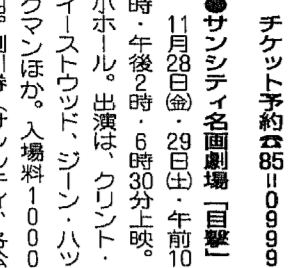 チケット予約☎85=0999
●サンシティ名画劇場「目撃」
11月28日㈮・29日㈯・午前10
時・午後2時・6時30分上映。
小ホール。出演は、クリント・
イーストウッド、ジーン・ハッ
クマンほか。入場料1000